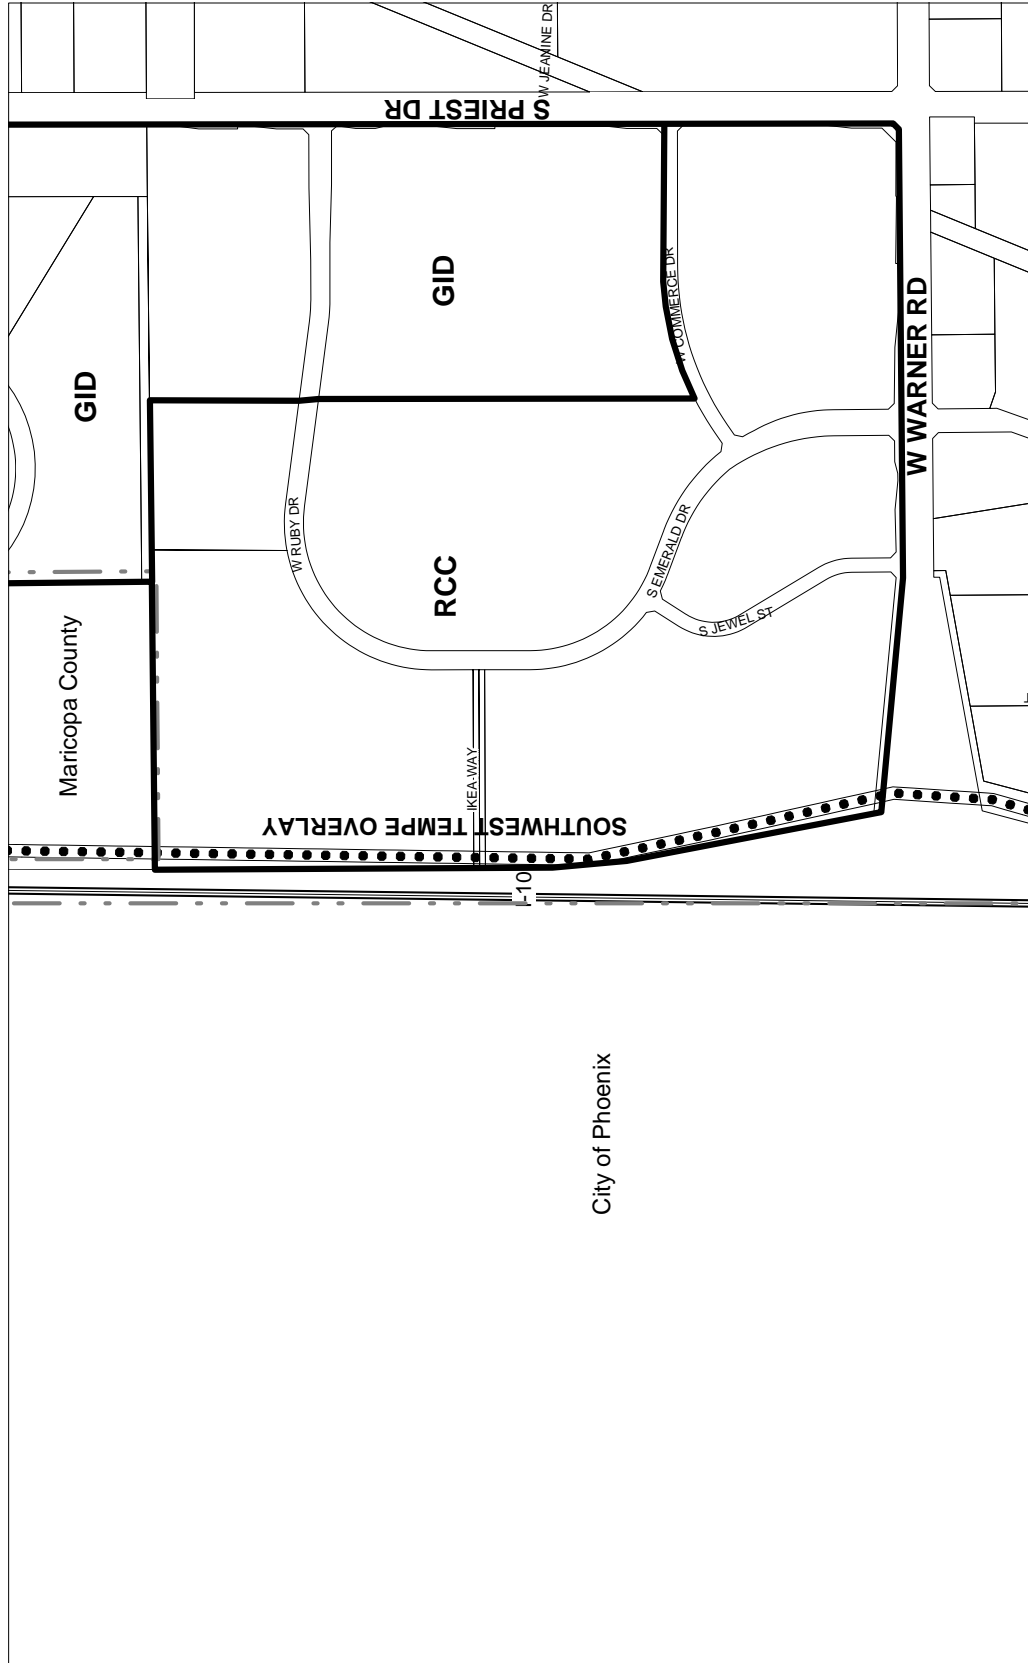 W JEANINE DR
S PRIEST DR
GID
GID
W COMMERCE DR
W WARNER RD
W RUBY DR
RCC
S EMERALD DR
S JEWEL ST
Maricopa County
IKEA WAY
SOUTHWEST TEMPE OVERLAY
I-10
City of Phoenix